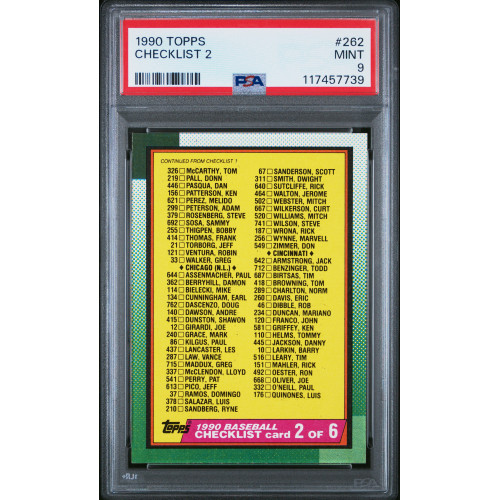 1990 TOPPS #262
CHECKLIST 2 MINT
9
PSA 117457739
CONTINUED FROM CHECKLIST 1
326 McCARTHY, TOM
219 PALL, DONN
446 PASQUA, DAN
156 PATTERSON, KEN
621 PEREZ, MELIDO
299 PETERSON, ADAM
379 ROSENBERG, STEVE
692 SOSA, SAMMY
255 THIGPEN, BOBBY
414 THOMAS, FRANK
21 TORBORG, JEFF
121 VENTURA, ROBIN
33 WALKER, GREG
♦ CHICAGO (N.L.) ♦
644 ASSENMACHER, PAUL
362 BERRYHILL, DAMON
114 BIELECKI, MIKE
134 CUNNINGHAM, EARL
762 DASCENZO, DOUG
140 DAWSON, ANDRE
415 DUNSTON, SHAWON
12 GIRARDI, JOE
240 GRACE, MARK
86 KILGUS, PAUL
437 LANCASTER, LES
287 LAW, VANCE
715 MADDUX, GREG
337 McCLENDON, LLOYD
541 PERRY, PAT
613 PICO, JEFF
37 RAMOS, DOMINGO
378 SALAZAR, LUIS
210 SANDBERG, RYNE
67 SANDERSON, SCOTT
311 SMITH, DWIGHT
640 SUTCLIFFE, RICK
464 WALTON, JEROME
502 WEBSTER, MITCH
667 WILKERSON, CURT
520 WILLIAMS, MITCH
741 WILSON, STEVE
187 WRONA, RICK
256 WYNNE, MARVELL
549 ZIMMER, DON
♦ CINCINNATI ♦
642 ARMSTRONG, JACK
712 BENZINGER, TODD
687 BIRTSAS, TIM
418 BROWNING, TOM
289 CHARLTON, NORM
260 DAVIS, ERIC
46 DIBBLE, ROB
234 DUNCAN, MARIANO
120 FRANCO, JOHN
581 GRIFFEY, KEN
110 HELMS, TOMMY
445 JACKSON, DANNY
10 LARKIN, BARRY
516 LEARY, TIM
151 MAHLER, RICK
492 OESTER, RON
668 OLIVER, JOE
332 O'NEILL, PAUL
176 QUINONES, LUIS
Topps 1990 BASEBALL
CHECKLIST card 2 OF 6